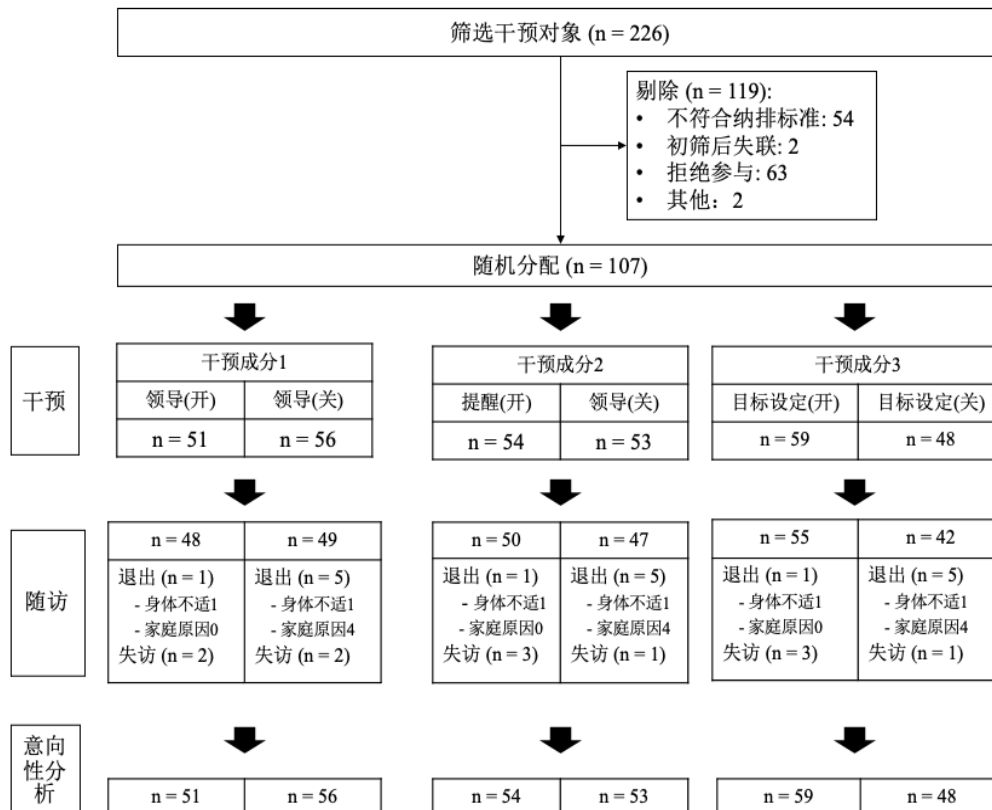 筛选干预对象 (n = 226)
剔除 (n = 119):
• 不符合纳排标准: 54
• 初筛后失联: 2
• 拒绝参与: 63
• 其他：2
随机分配 (n = 107)
干预
干预成分1
领导(开) 领导(关)
n = 51 n = 56
干预成分2
提醒(开) 领导(关)
n = 54 n = 53
干预成分3
目标设定(开) 目标设定(关)
n = 59 n = 48
随访
n = 48 n = 49
退出 (n = 1) 退出 (n = 5)
- 身体不适1 - 身体不适1
- 家庭原因0 - 家庭原因4
失访 (n = 2) 失访 (n = 2)
n = 50 n = 47
退出 (n = 1) 退出 (n = 5)
- 身体不适1 - 身体不适1
- 家庭原因0 - 家庭原因4
失访 (n = 3) 失访 (n = 1)
n = 55 n = 42
退出 (n = 1) 退出 (n = 5)
- 身体不适1 - 身体不适1
- 家庭原因0 - 家庭原因4
失访 (n = 3) 失访 (n = 1)
意向
性分
析
n = 51 n = 56
n = 54 n = 53
n = 59 n = 48